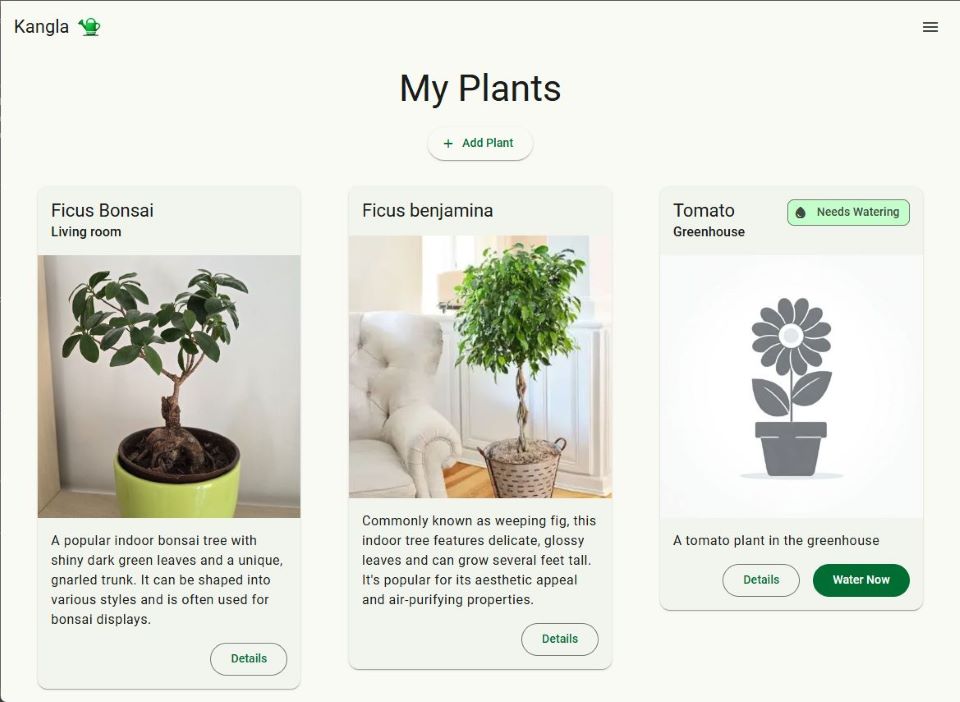 Kangla
My Plants
+ Add Plant
Ficus Bonsai
Living room
A popular indoor bonsai tree with
shiny dark green leaves and a unique,
gnarled trunk. It can be shaped into
various styles and is often used for
bonsai displays.
Details
Ficus benjamina
Commonly known as weeping fig, this
indoor tree features delicate, glossy
leaves and can grow several feet tall.
It's popular for its aesthetic appeal
and air-purifying properties.
Details
Tomato
Needs Watering
Greenhouse
A tomato plant in the greenhouse
Details
Water Now